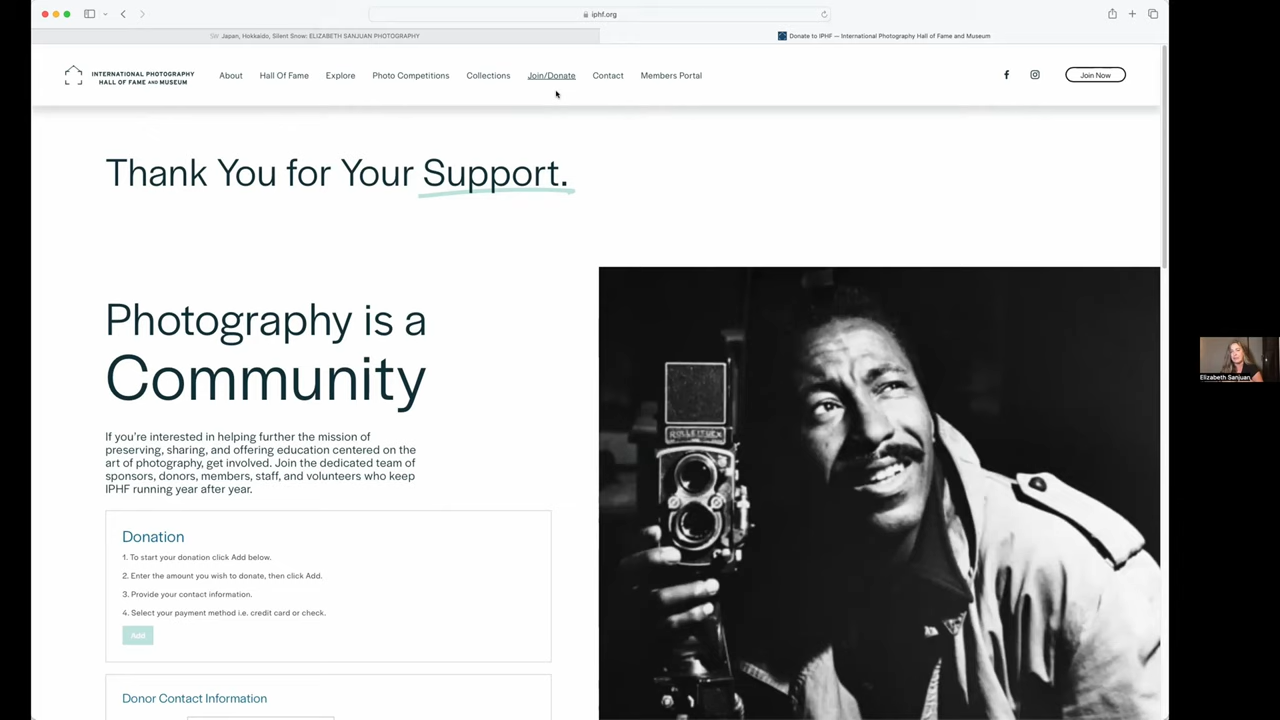 iphf.org
Japan, Hokkaido, Silent Snow: ELIZABETH SANJUAN PHOTOGRAPHY
Donate to IPHF — International Photography Hall of Fame and Museum
INTERNATIONAL PHOTOGRAPHY
HALL OF FAME AND MUSEUM
About
Hall Of Fame
Explore
Photo Competitions
Collections
Join/Donate
Contact
Members Portal
Join Now
Thank You for Your Support.
Photography is a
Community
If you're interested in helping further the mission of
preserving, sharing, and offering education centered on the
art of photography, get involved. Join the dedicated team of
sponsors, donors, members, staff, and volunteers who keep
IPHF running year after year.
Donation
1. To start your donation click Add below.
2. Enter the amount you wish to donate, then click Add.
3. Provide your contact information.
4. Select your payment method i.e. credit card or check.
Add
Donor Contact Information
ROLLEIFLEX
Elizabeth Sanjuan